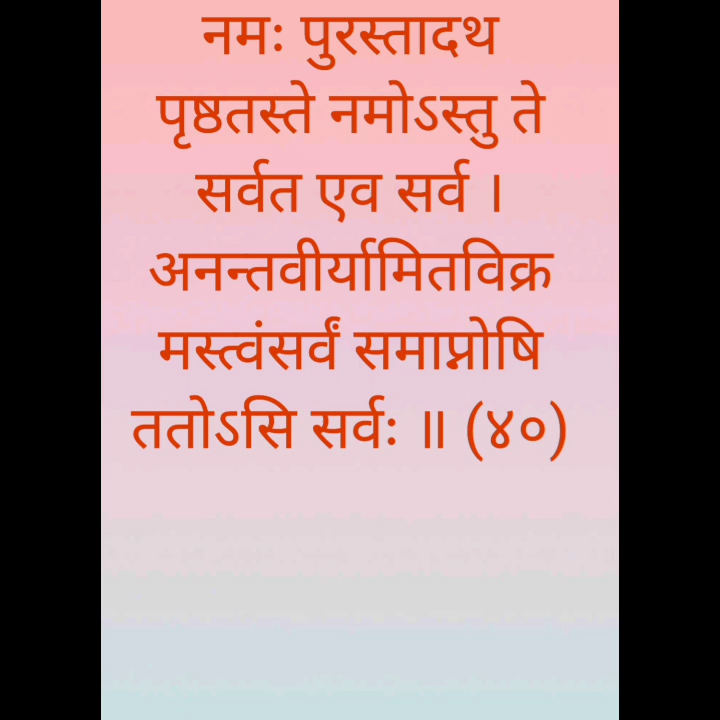 नमः पुरस्तादथ
पृष्ठतस्ते नमोऽस्तु ते
सर्वत एव सर्व ।
अनन्तवीर्यामितविक्र
मस्त्वंसर्वं समाप्नोषि
ततोऽसि सर्वः ॥ (४०)